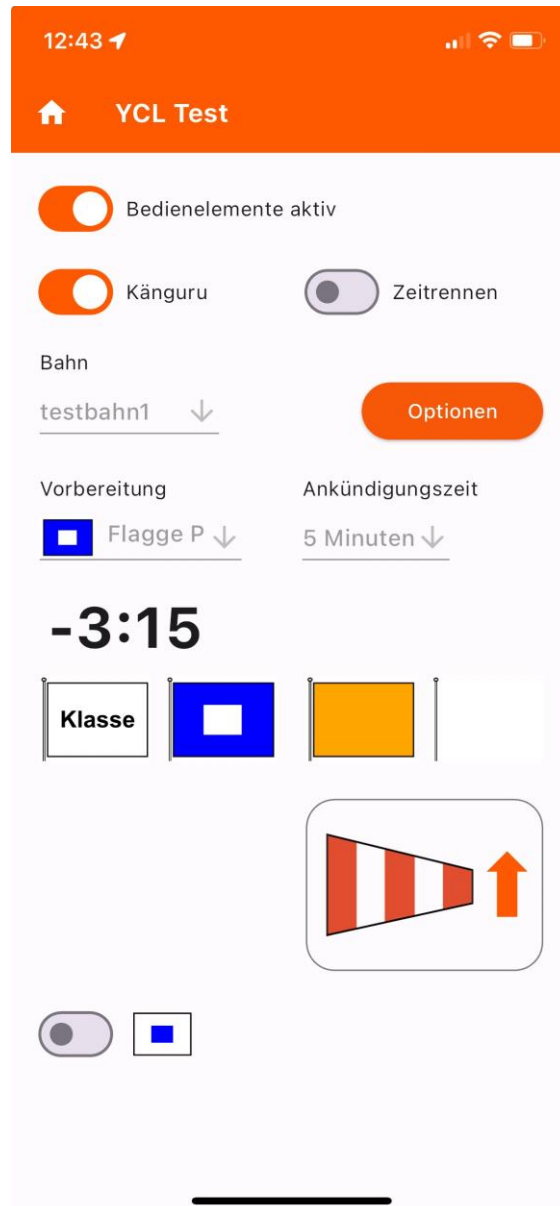 12:43
YCL Test
Bedienelemente aktiv
Känguru Zeitrennen
Bahn
testbahn1 Optionen
Vorbereitung Ankündigungszeit
Flagge P 5 Minuten
-3:15
Klasse